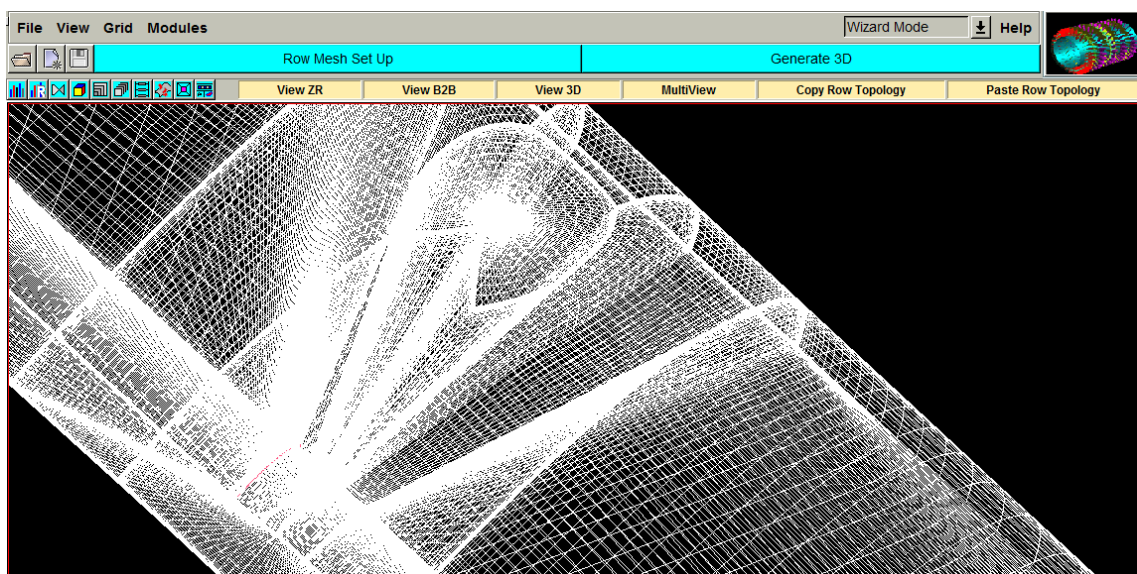 File View Grid Modules Wizard Mode Help
Row Mesh Set Up Generate 3D
View ZR View B2B View 3D MultiView Copy Row Topology Paste Row Topology